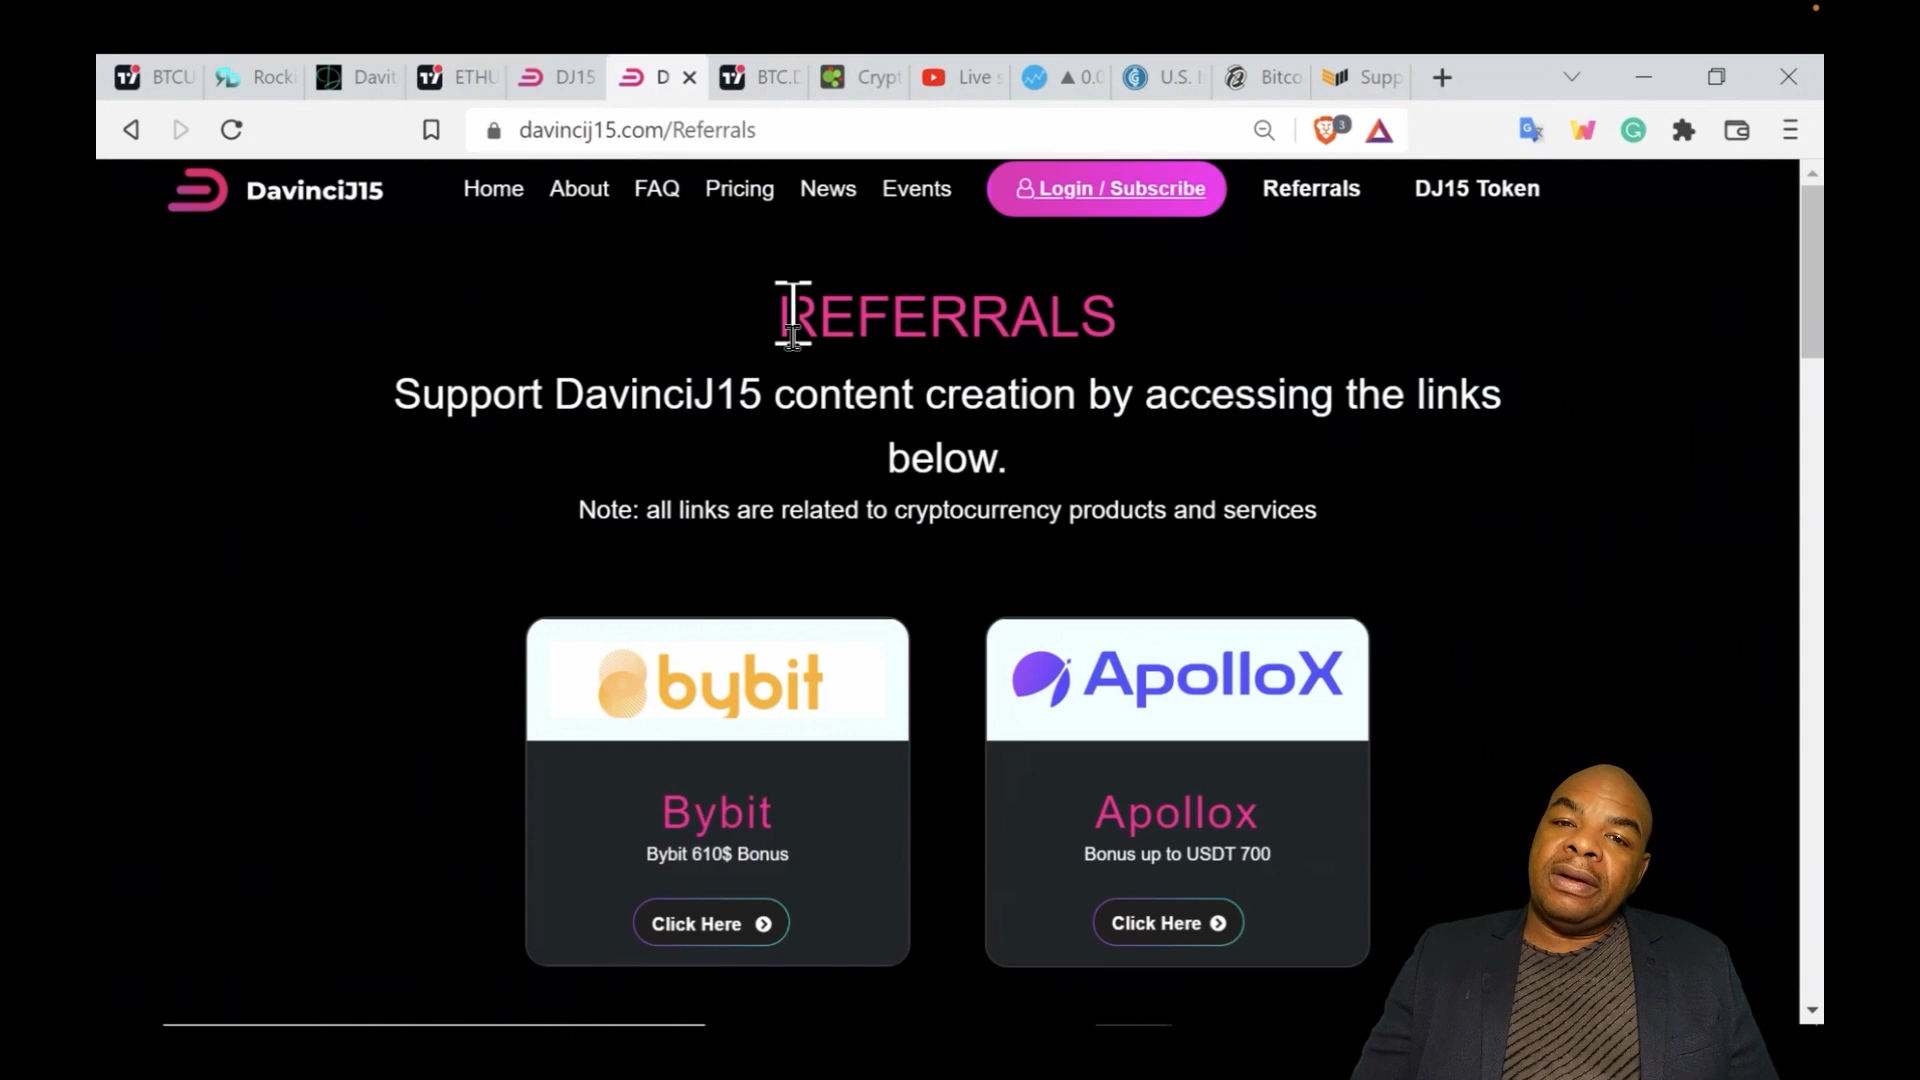 BTCU Rocki Davit ETHU DJ15 D BTC.D Crypt Live s 0.0 U.S. I Bitco Supp
davincij15.com/Referrals 3
DavinciJ15 Home About FAQ Pricing News Events Login / Subscribe Referrals DJ15 Token
REFERRALS
Support DavinciJ15 content creation by accessing the links
below.
Note: all links are related to cryptocurrency products and services
bybit ApolloX
Bybit Apollox
Bybit 610$ Bonus Bonus up to USDT 700
Click Here Click Here